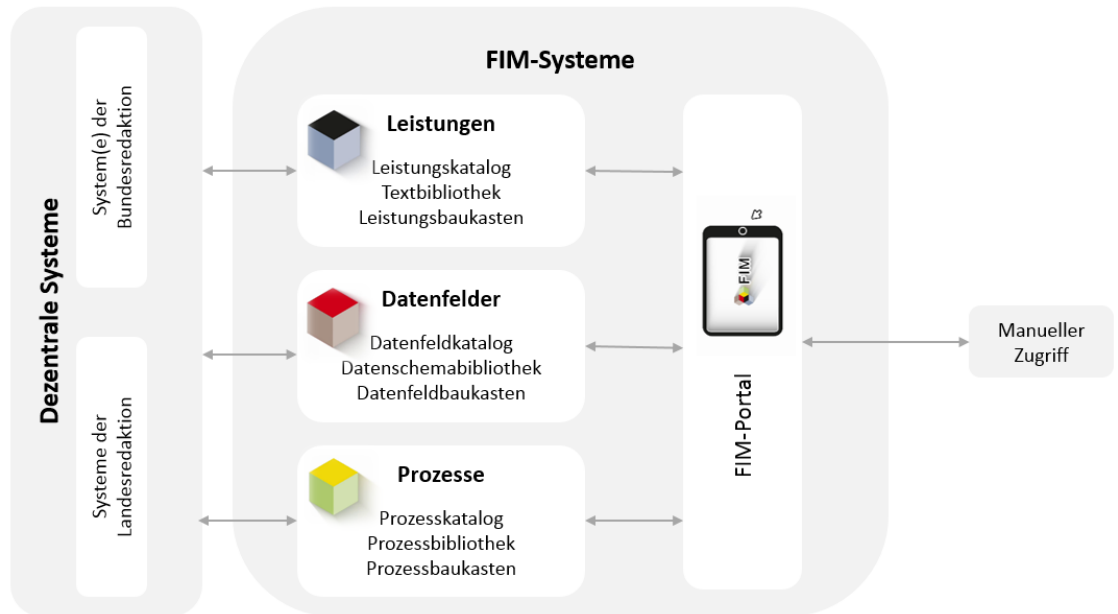 Dezentrale Systeme
System(e) der
Bundesredaktion
Systeme der
Landesredaktion
FIM-Systeme
Leistungen
Leistungskatalog
Textbibliothek
Leistungsbaukasten
Datenfelder
Datenfeldkatalog
Datenschemabibliothek
Datenfeldbaukasten
Prozesse
Prozesskatalog
Prozessbibliothek
Prozessbaukasten
FIM
FIM-Portal
Manueller
Zugriff